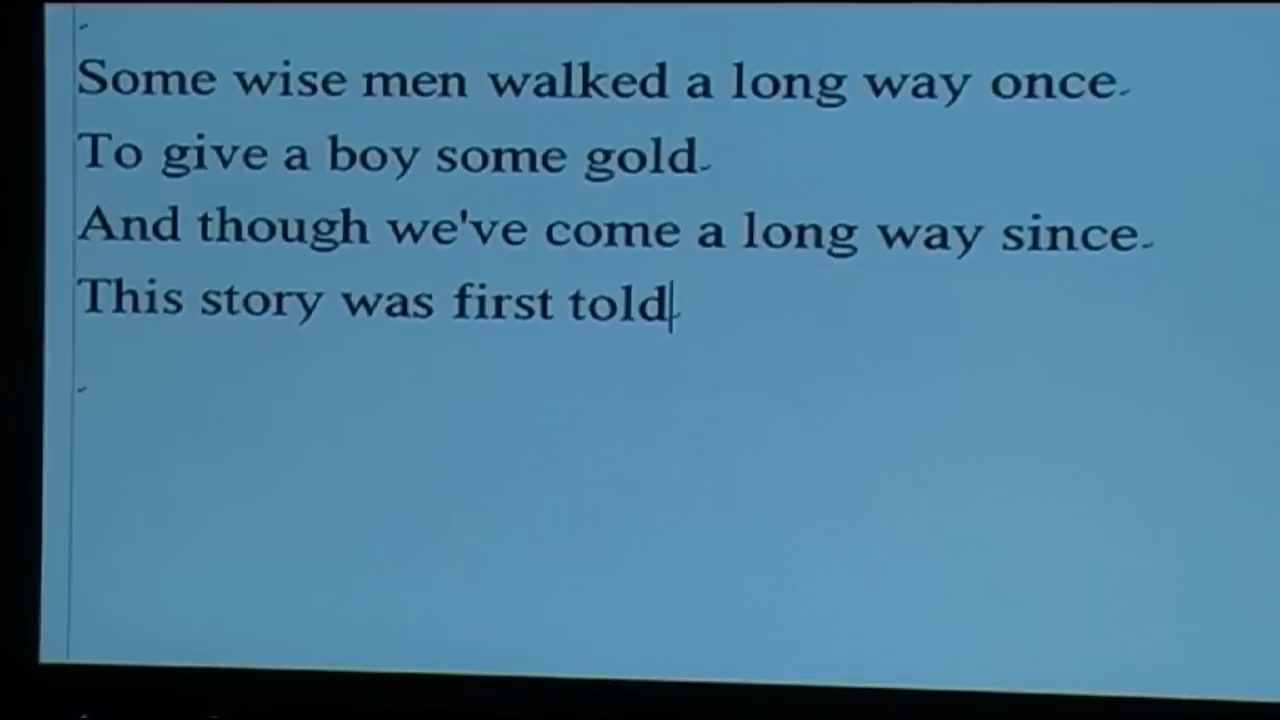 Some wise men walked a long way once
To give a boy some gold
And though we've come a long way since
This story was first told